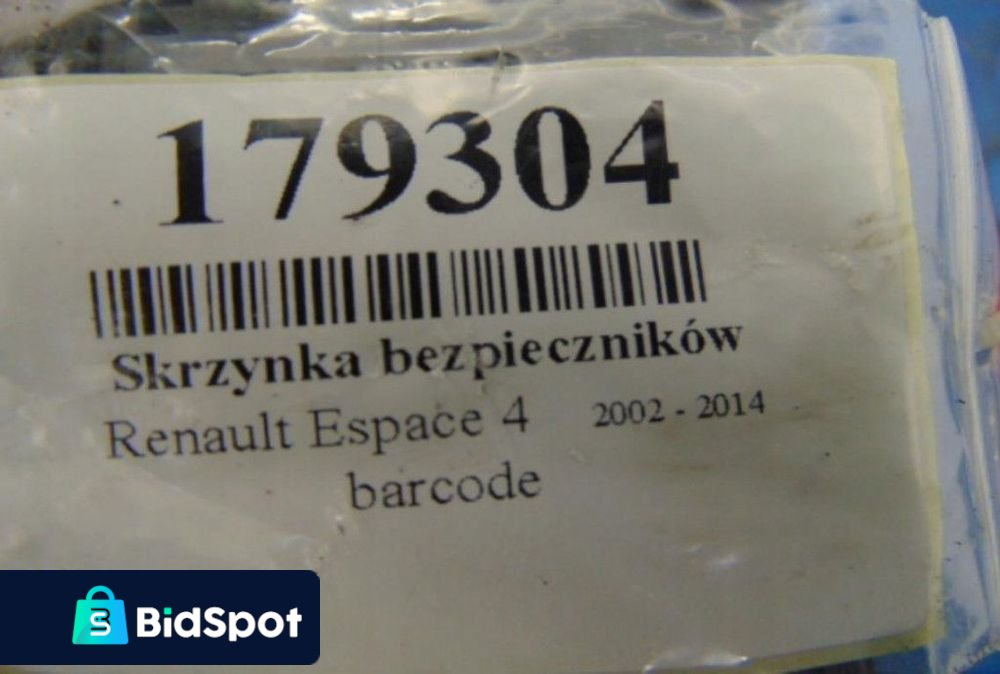 179304
Skrzynka bezpieczników
Renault Espace 4 2002 - 2014
barcode
BidSpot